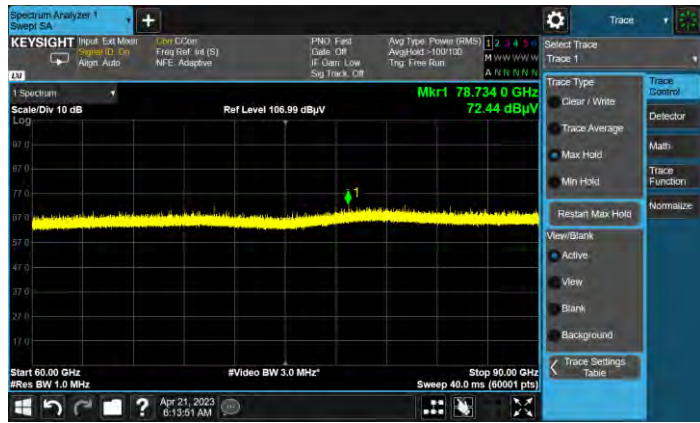 Spectrum Analyzer 1
Swept SA
+
Trace
KEYSIGHT
Input: Ext Mixer
Signal ID: On
Align: Auto
Corr CCorr
Freq Ref: Int (S)
NFE: Adaptive
PNO: Fast
Gate: Off
IF Gain: Low
Sig Track: Off
Avg Type: Power (RMS)
Avg|Hold: >100/100
Trig: Free Run
1 2 3 4 5 6
M W W W W W
A N N N N N
LXI
Select Trace
Trace 1
1 Spectrum
Mkr1 78.734 0 GHz
Scale/Div 10 dB
Ref Level 106.99 dBµV
72.44 dBµV
Log
97.0
87.0
77.0
67.0
57.0
47.0
37.0
27.0
17.0
1
Start 60.00 GHz
#Video BW 3.0 MHz*
Stop 90.00 GHz
#Res BW 1.0 MHz
Sweep 40.0 ms (60001 pts)
Trace Type
Clear / Write
Trace Average
Max Hold
Min Hold
Restart Max Hold
View/Blank
Active
View
Blank
Background
Trace Settings
Table
Trace
Control
Detector
Math
Trace
Function
Normalize
?
Apr 21, 2023
6:13:51 AM